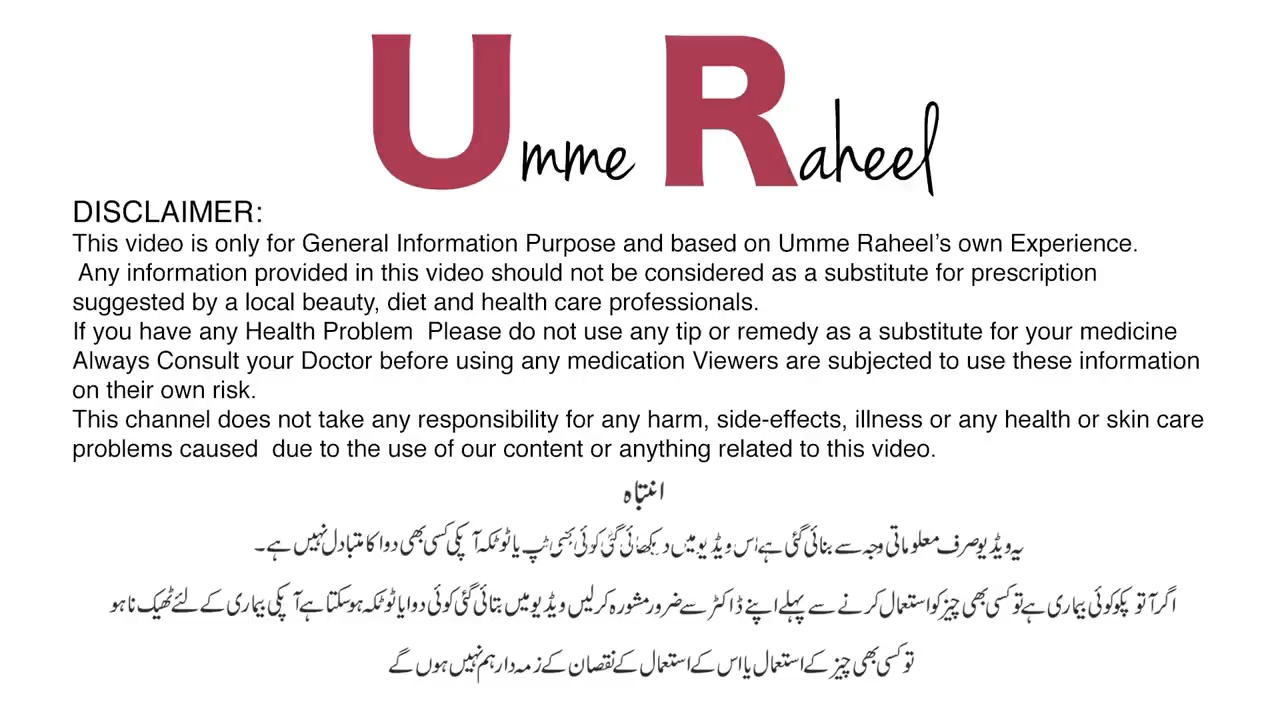 Umme Raheel
DISCLAIMER:
This video is only for General Information Purpose and based on Umme Raheel’s own Experience.
Any information provided in this video should not be considered as a substitute for prescription
suggested by a local beauty, diet and health care professionals.
If you have any Health Problem  Please do not use any tip or remedy as a substitute for your medicine
Always Consult your Doctor before using any medication Viewers are subjected to use these information
on their own risk.
This channel does not take any responsibility for any harm, side-effects, illness or any health or skin care
problems caused  due to the use of our content or anything related to this video.
انتباہ
یہ ویڈیو صرف معلوماتی وجہ سے بنائی گئی ہے اس ویڈیو میں دیکھائی گئی کوئی بھی ٹپ یا ٹوٹکہ آپکی کسی بھی دوا کا متبادل نہیں ہے۔
اگر آتو پکو کوئی بیماری ہے تو کسی بھی چیز کو استعمال کرنے سے پہلے اپنے ڈاکٹر سے ضرور مشورہ کرلیں ویڈیو میں بتائی گئی کوئی دوا یا ٹوٹکہ ہوسکتا ہے آپکی بیماری کے لئے ٹھیک نا ہو
تو کسی بھی چیز کے استعمال یا اس کے استعمال کے نقصان کے زمہ دار ہم نہیں ہوں گے